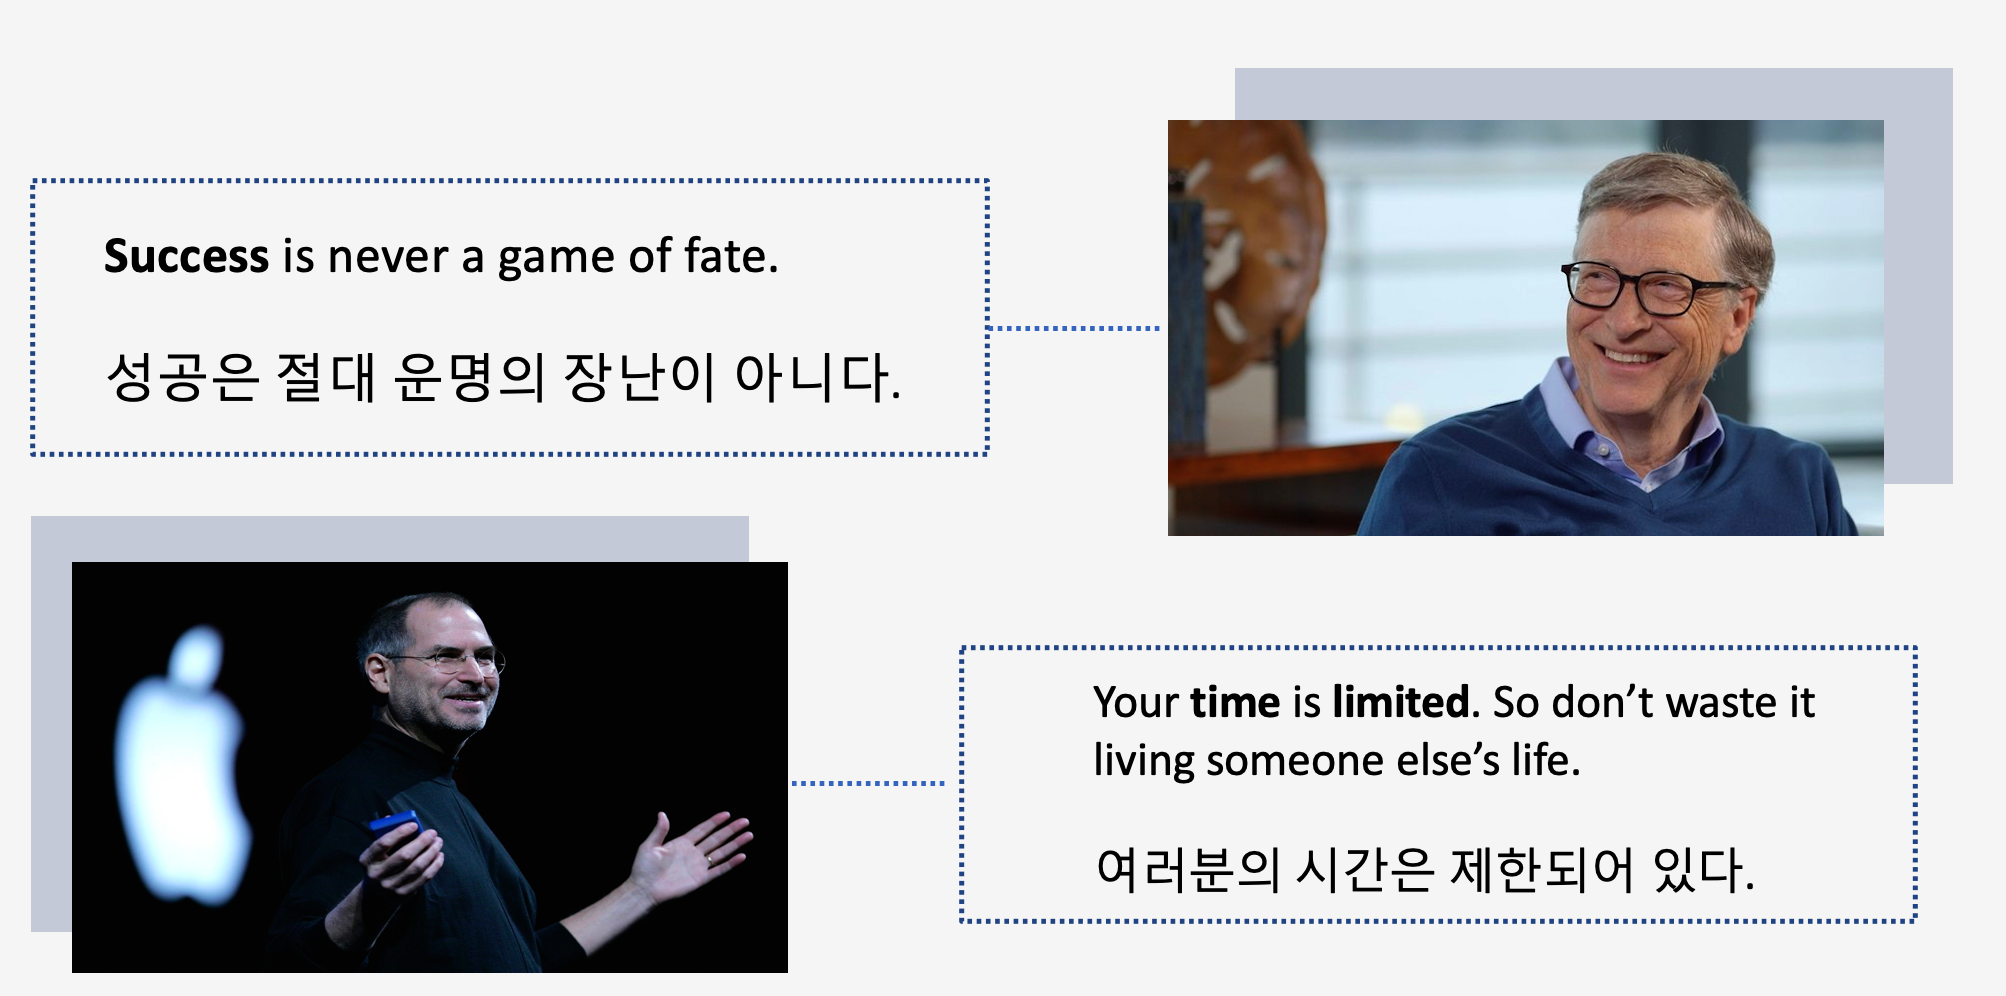 Success is never a game of fate.
성공은 절대 운명의 장난이 아니다.
Your time is limited. So don’t waste it
living someone else’s life.
여러분의 시간은 제한되어 있다.